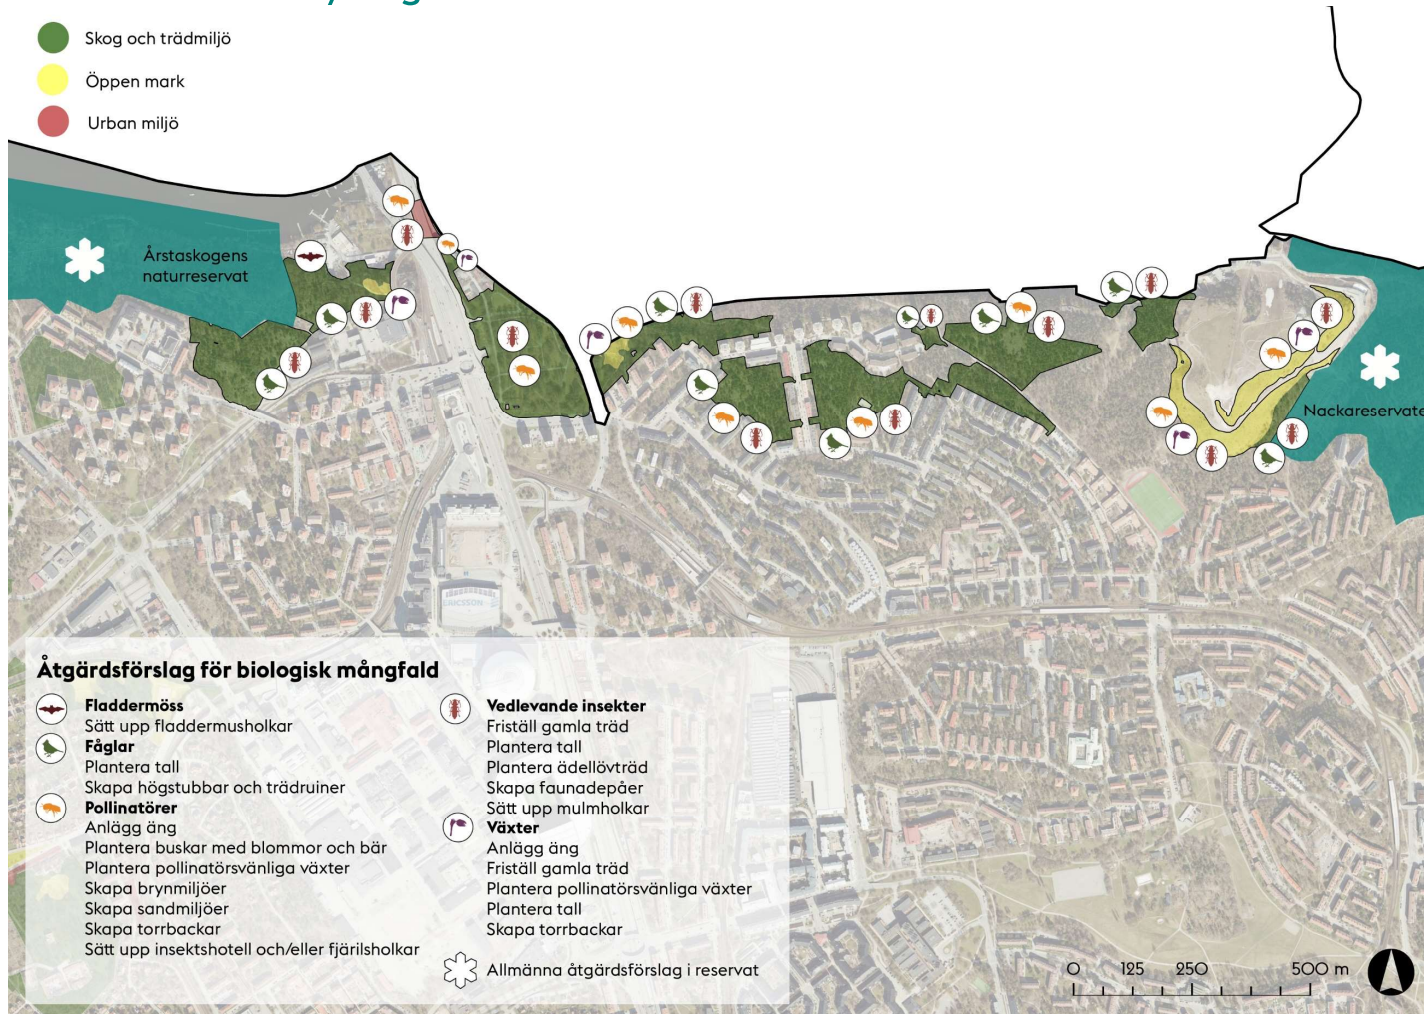 Skog och trädmiljö
Öppen mark
Urban miljö
Årstaskogens
naturreservat
Nackareservate
ERICSSON
Åtgärdsförslag för biologisk mångfald
Fladdermöss
Sätt upp fladdermusholkar
Fåglar
Plantera tall
Skapa högstubbar och trädruiner
Pollinatörer
Anlägg äng
Plantera buskar med blommor och bär
Plantera pollinatörsvänliga växter
Skapa brynmiljöer
Skapa sandmiljöer
Skapa torrbackar
Sätt upp insektshotell och/eller fjärilsholkar
Vedlevande insekter
Friställ gamla träd
Plantera tall
Plantera ädellövträd
Skapa faunadepåer
Sätt upp mulmholkar
Växter
Anlägg äng
Friställ gamla träd
Plantera pollinatörsvänliga växter
Plantera tall
Skapa torrbackar
Allmänna åtgärdsförslag i reservat
0 125 250 500 m